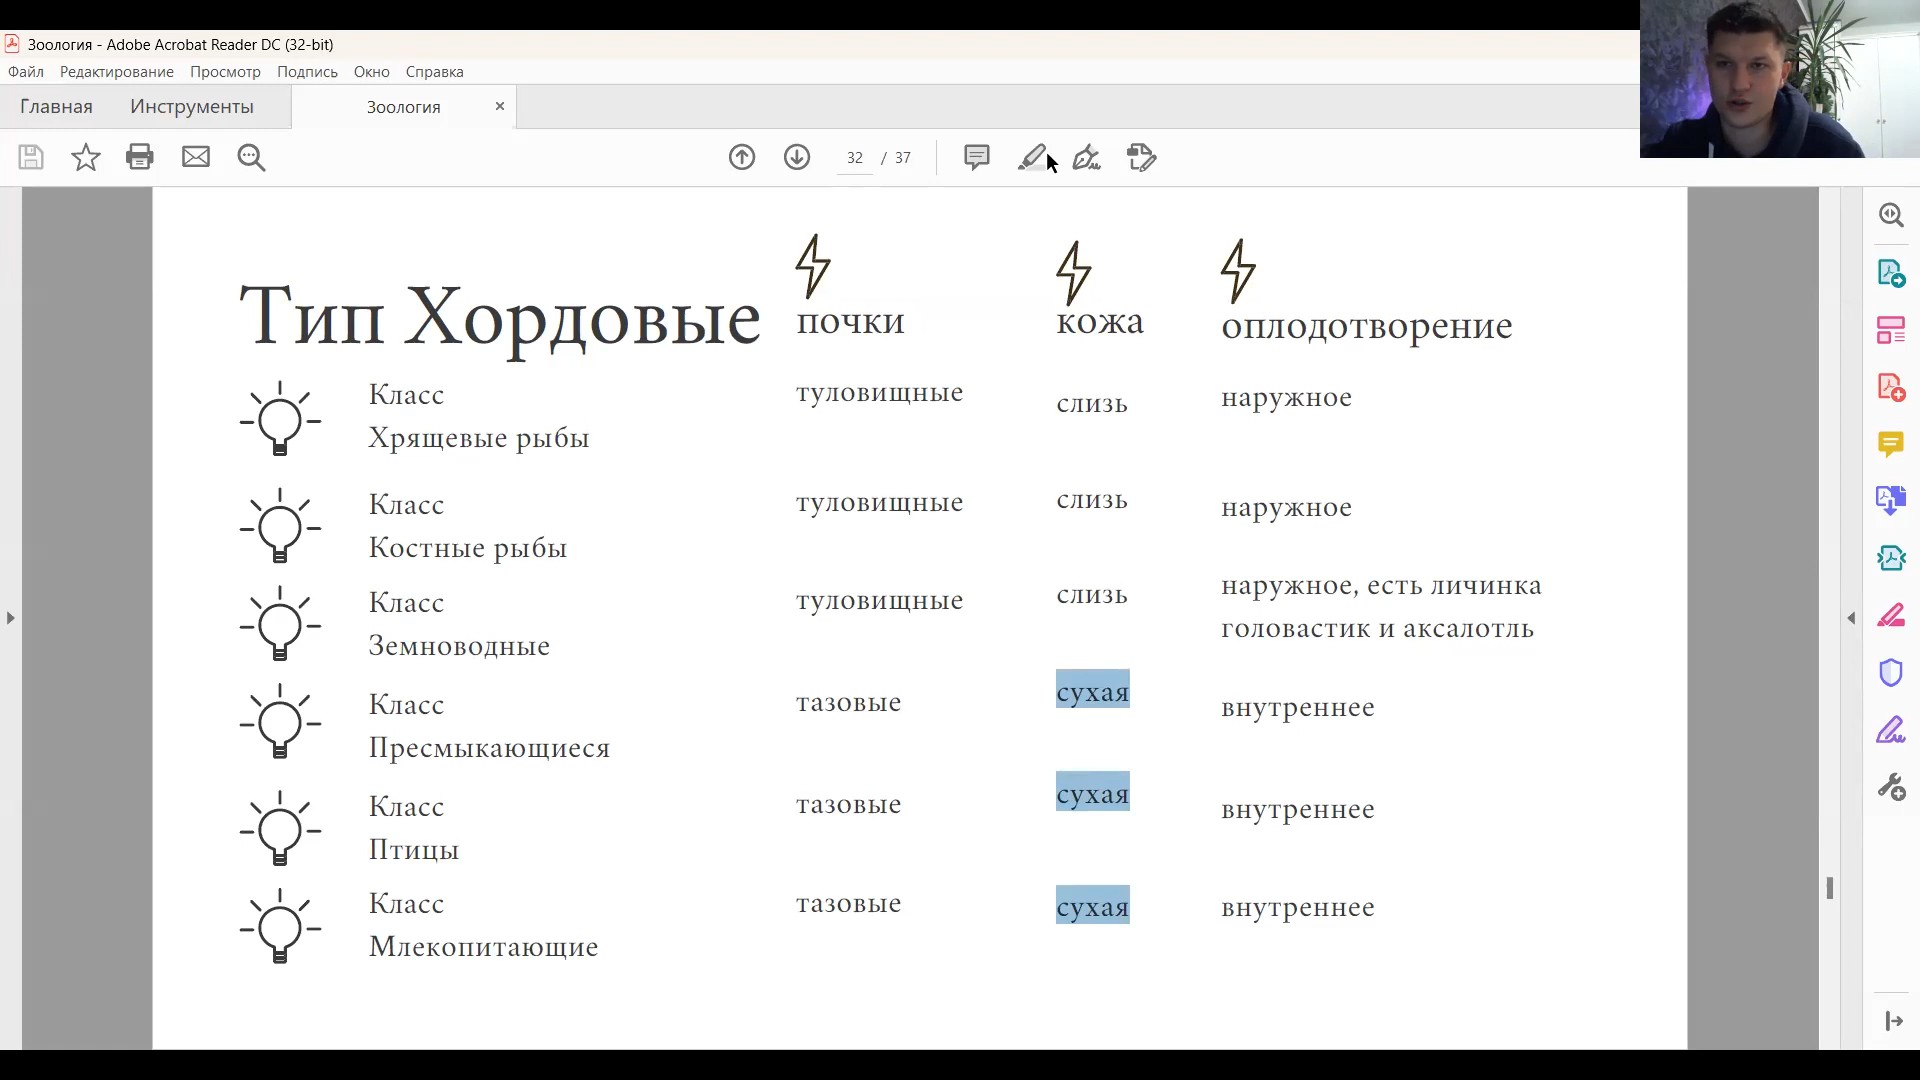 Зоология - Adobe Acrobat Reader DC (32-bit)
Файл Редактирование Просмотр Подпись Окно Справка
Главная Инструменты Зоология
32 / 37
Тип Хордовые почки кожа оплодотворение
Класс
Хрящевые рыбы
туловищные
слизь
наружное
Класс
Костные рыбы
туловищные
слизь
наружное
Класс
Земноводные
туловищные
слизь
наружное, есть личинка
головастик и аксалотль
Класс
Пресмыкающиеся
тазовые
сухая
внутреннее
Класс
Птицы
тазовые
сухая
внутреннее
Класс
Млекопитающие
тазовые
сухая
внутреннее